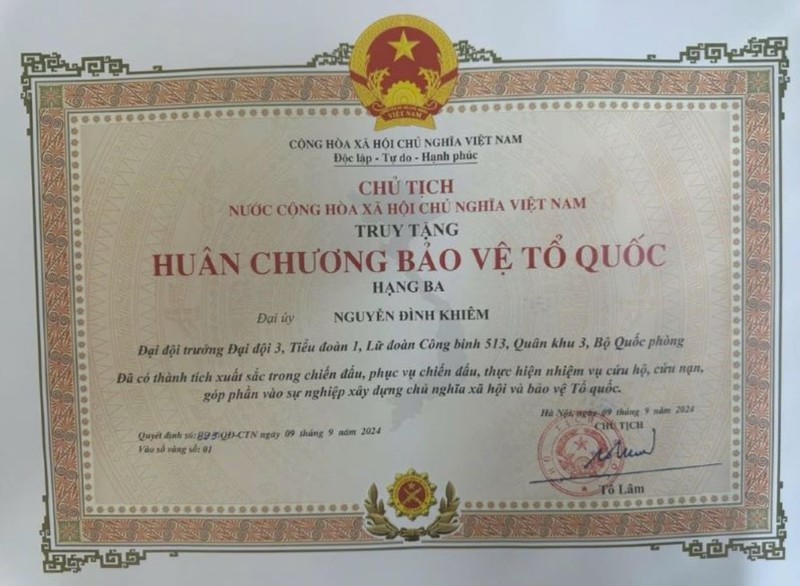 VIỆT NAM
CỘNG HÒA XÃ HỘI CHỦ NGHĨA VIỆT NAM
Độc lập - Tự do - Hạnh phúc
CHỦ TỊCH
NƯỚC CỘNG HÒA XÃ HỘI CHỦ NGHĨA VIỆT NAM
TRUY TẶNG
HUÂN CHƯƠNG BẢO VỆ TỔ QUỐC
HẠNG BA
Đại úy NGUYỄN ĐÌNH KHIÊM
Đại đội trưởng Đại đội 3, Tiểu đoàn 1, Lữ đoàn Công binh 513, Quân khu 3, Bộ Quốc phòng
Đã có thành tích xuất sắc trong chiến đấu, phục vụ chiến đấu, thực hiện nhiệm vụ cứu hộ, cứu nạn,
góp phần vào sự nghiệp xây dựng chủ nghĩa xã hội và bảo vệ Tổ quốc.
Hà Nội, ngày 09 tháng 9 năm 2024
CHỦ TỊCH
Quyết định số: QĐ-CTN ngày 09 tháng 9 năm 2024
Vào sổ vàng số: 01
Tô Lâm